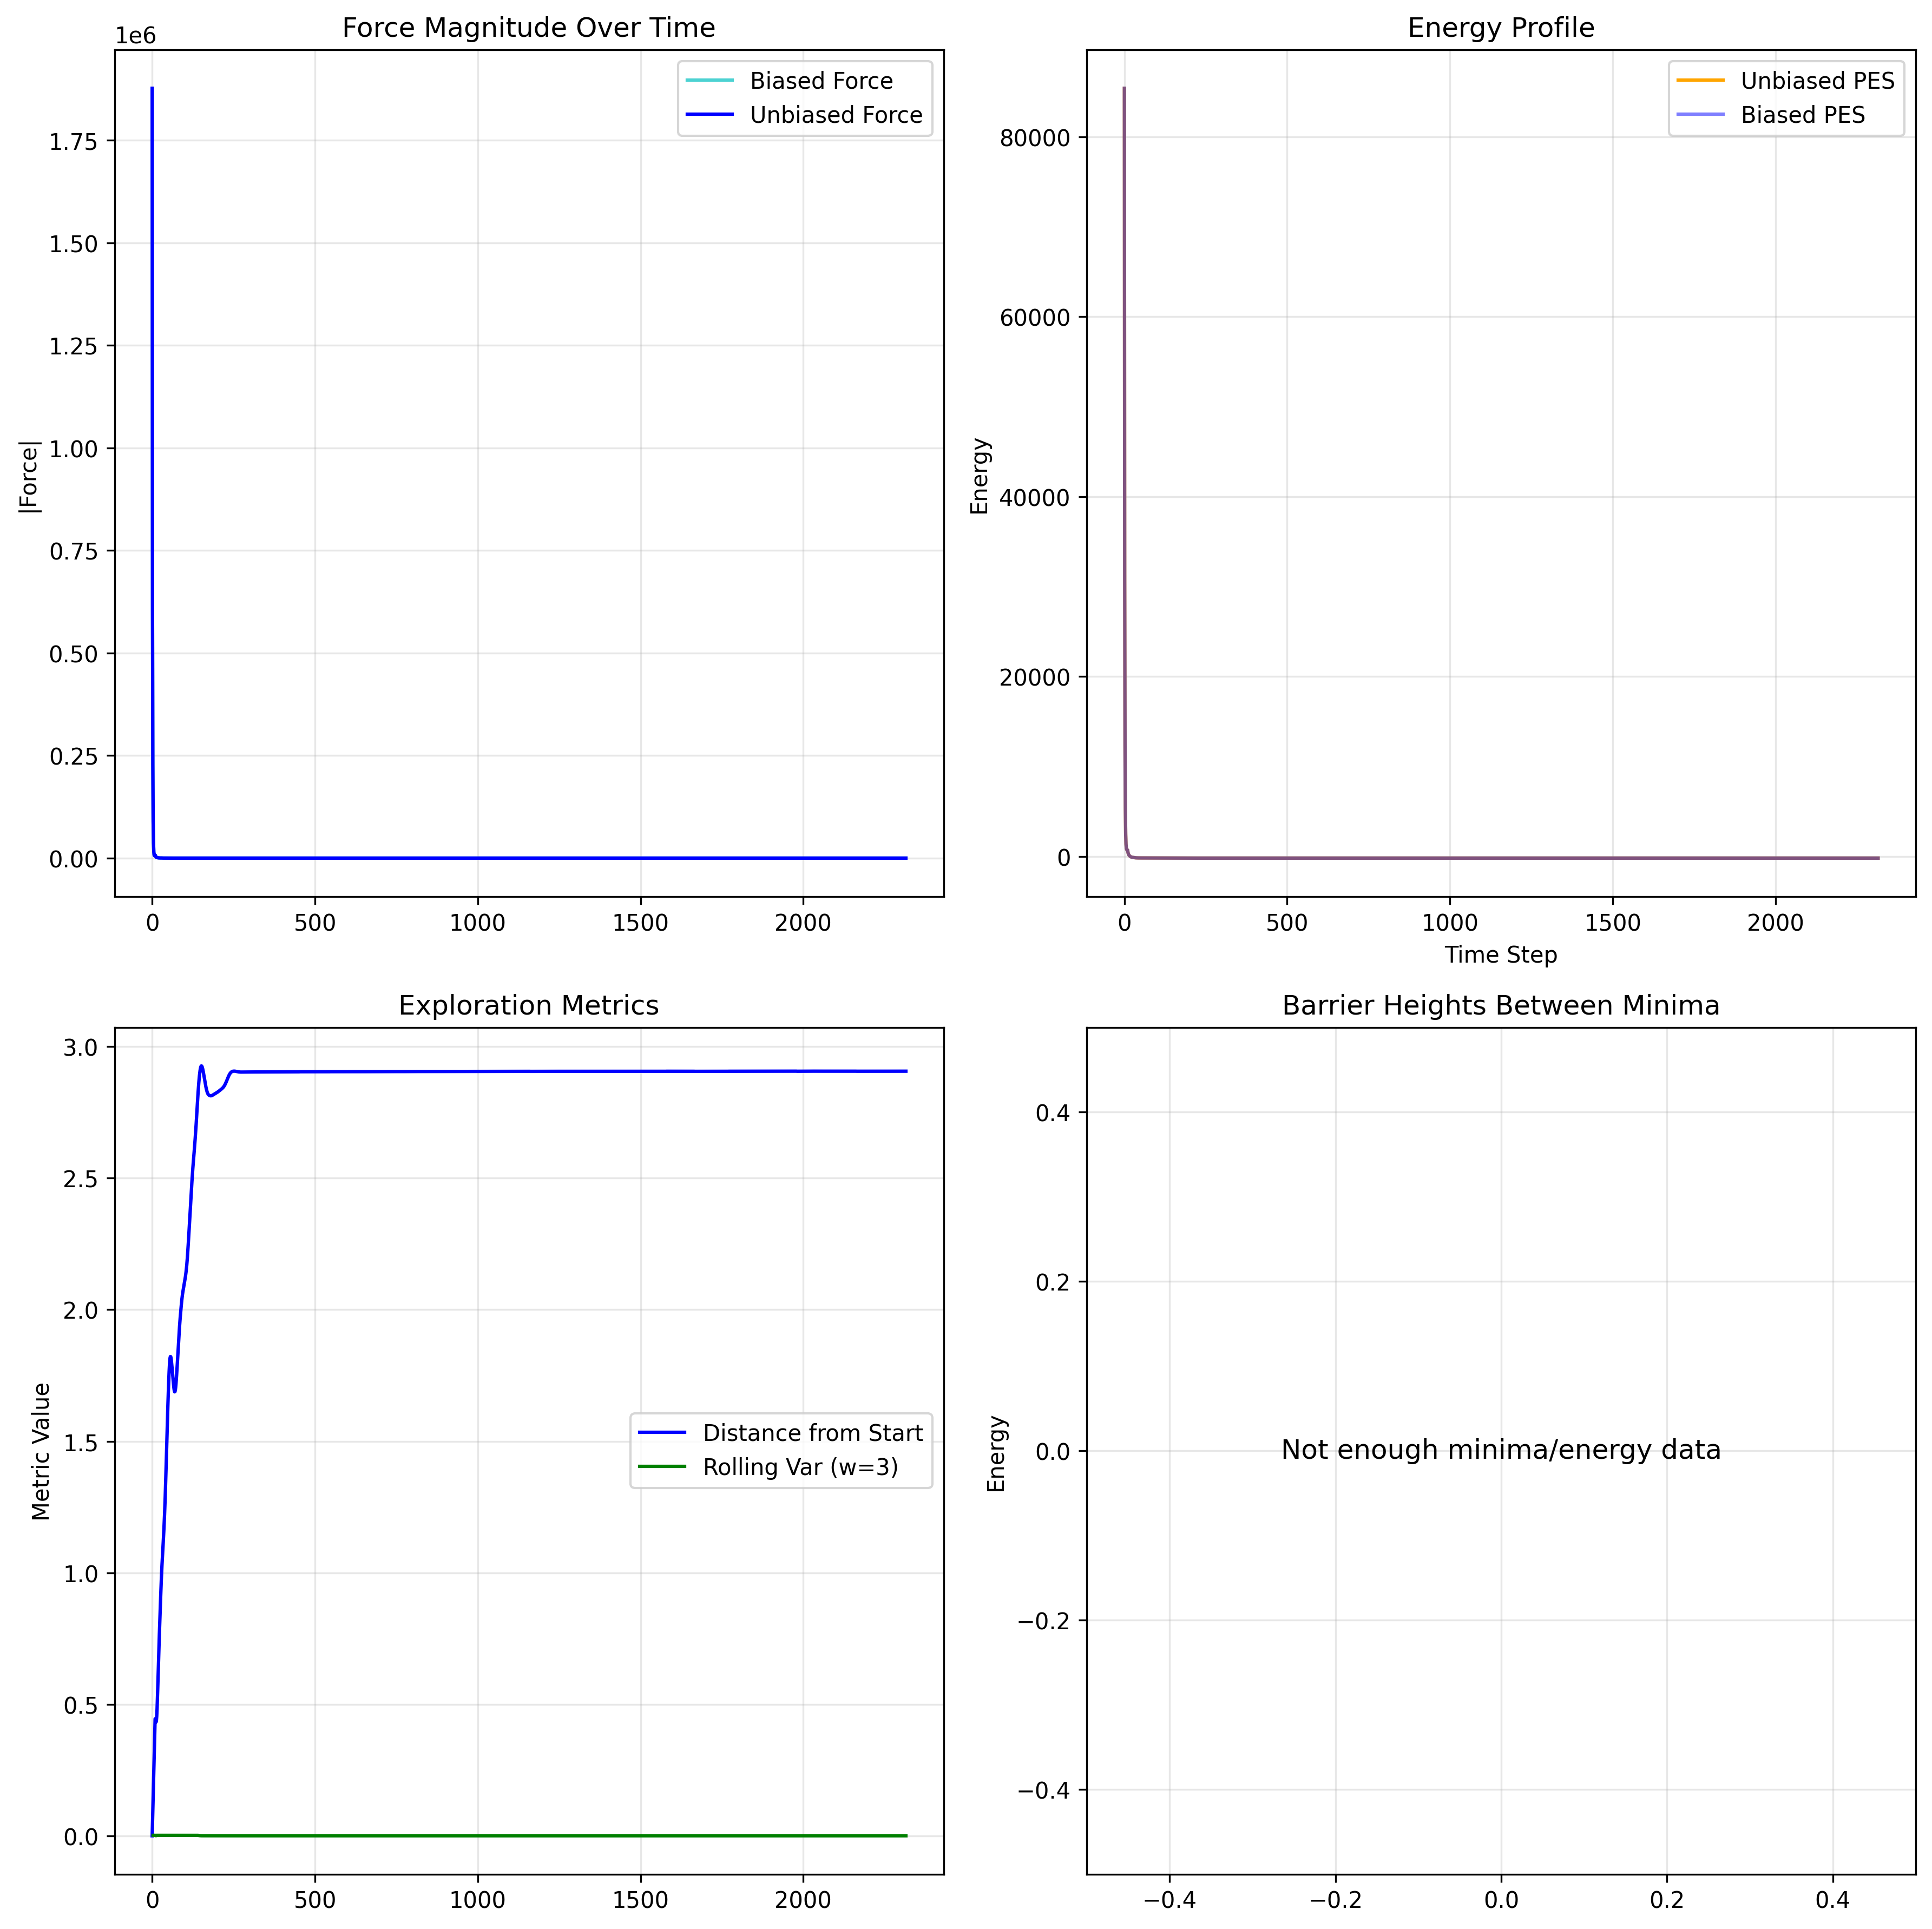 Force Magnitude Over Time
1e6
Biased Force
Unbiased Force
|Force|
1.75
1.50
1.25
1.00
0.75
0.50
0.25
0.00
0 500 1000 1500 2000
Energy Profile
Unbiased PES
Biased PES
Energy
80000
60000
40000
20000
0
0 500 1000 1500 2000
Time Step
Exploration Metrics
Metric Value
3.0
2.5
2.0
1.5
1.0
0.5
0.0
Distance from Start
Rolling Var (w=3)
0 500 1000 1500 2000
Barrier Heights Between Minima
Energy
0.4
0.2
0.0
−0.2
−0.4
Not enough minima/energy data
−0.4 −0.2 0.0 0.2 0.4